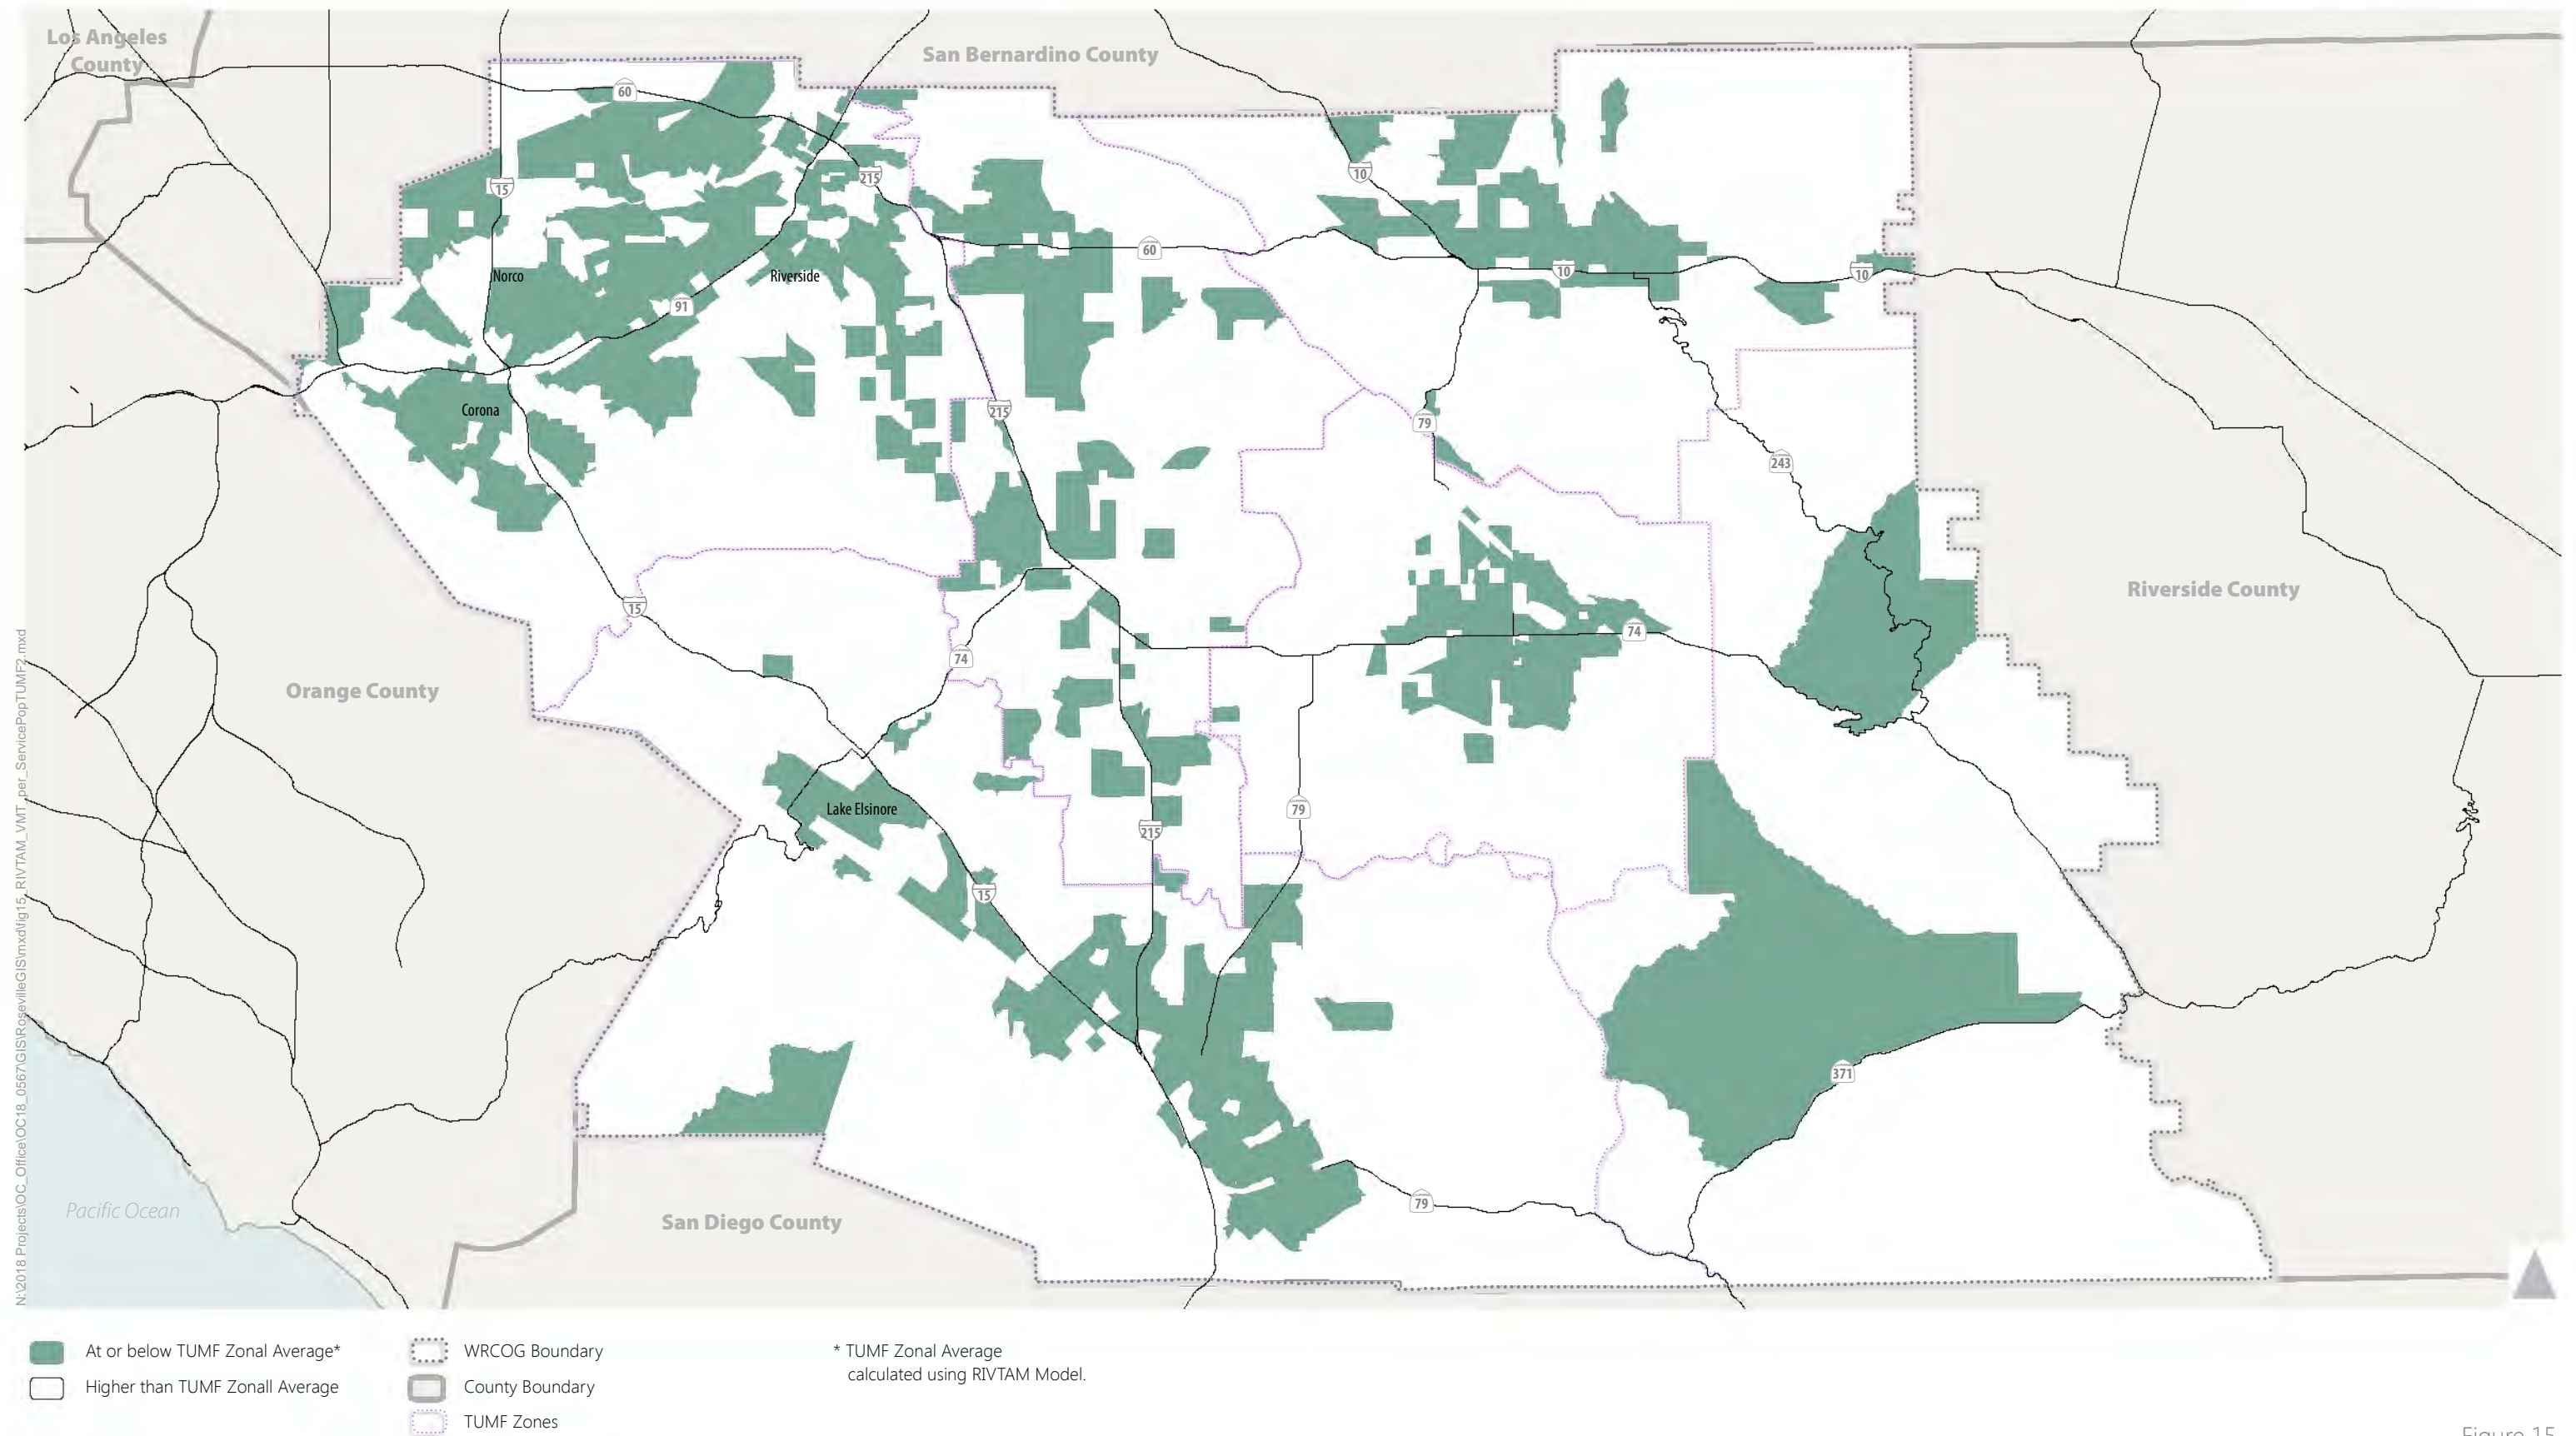 Los Angeles
County
San Bernardino County
60
15
215
10
60
10
10
Norco
Riverside
91
Corona
215
79
243
Riverside County
15
74
74
Orange County
Lake Elsinore
79
215
15
371
79
Pacific Ocean
San Diego County
N:\2018 Projects\OC_Office\OC18_0567\GIS\RosevilleGIS\mxd\fig15_RIVTAM_VMT_per_ServicePopTUMF2.mxd
At or below TUMF Zonal Average*
Higher than TUMF Zonall Average
WRCOG Boundary
County Boundary
TUMF Zones
* TUMF Zonal Average
calculated using RIVTAM Model.
Figure 15